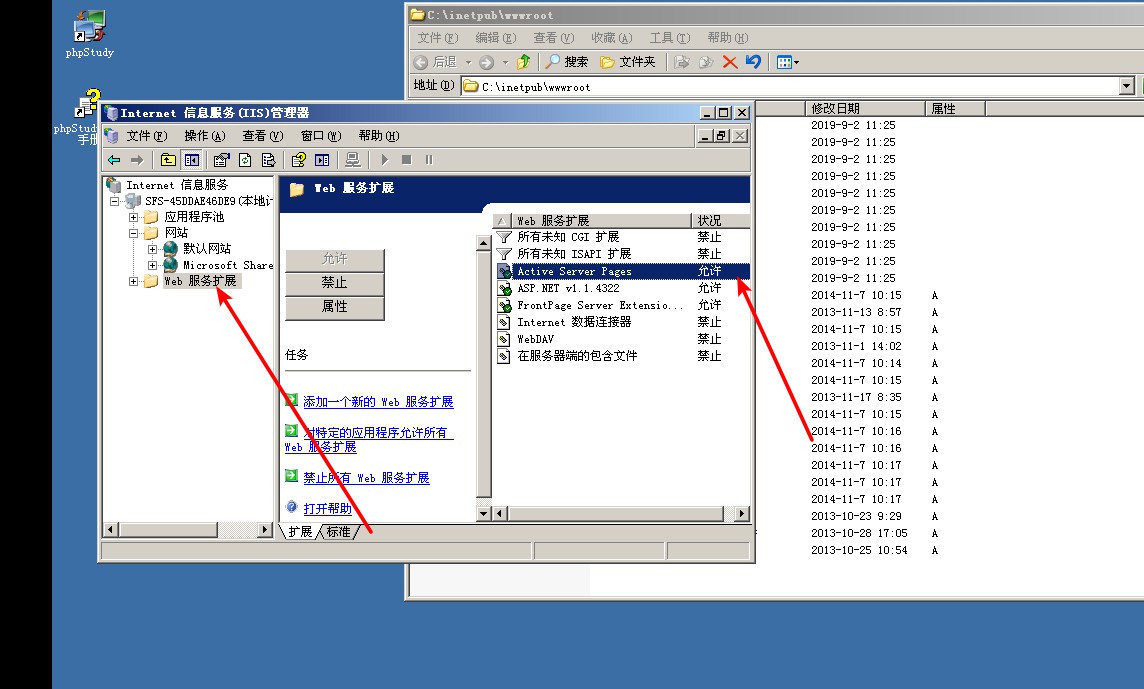 phpStudy
phpStud
手册
C:\inetpub\wwwroot
文件(F) 编辑(E) 查看(V) 收藏(A) 工具(T) 帮助(H)
后退 搜索 文件夹
地址(D) C:\inetpub\wwwroot
修改日期 属性
2019-9-2 11:25
2019-9-2 11:25
2019-9-2 11:25
2019-9-2 11:25
2019-9-2 11:25
2019-9-2 11:25
2019-9-2 11:25
2019-9-2 11:25
2019-9-2 11:25
2019-9-2 11:25
2014-11-7 10:15 A
2013-11-13 8:57 A
2014-11-7 10:15 A
2013-11-1 14:02 A
2014-11-7 10:14 A
2014-11-7 10:15 A
2013-11-17 8:35 A
2014-11-7 10:15 A
2014-11-7 10:16 A
2014-11-7 10:16 A
2014-11-7 10:17 A
2014-11-7 10:17 A
2014-11-7 10:17 A
2013-10-23 9:29 A
2013-10-28 17:05 A
2013-10-25 10:54 A
Internet 信息服务(IIS)管理器
文件(F) 操作(A) 查看(V) 窗口(W) 帮助(H)
Internet 信息服务
SFS-45DDAE46DE9(本地计
应用程序池
网站
默认网站
Microsoft Share
Web 服务扩展
Web 服务扩展
允许
禁止
属性
任务
添加一个新的 Web 服务扩展
对特定的应用程序允许所有
Web 服务扩展
禁止所有 Web 服务扩展
打开帮助
Web 服务扩展 状况
所有未知 CGI 扩展 禁止
所有未知 ISAPI 扩展 禁止
Active Server Pages 允许
ASP.NET v1.1.4322 允许
FrontPage Server Extensio... 允许
Internet 数据连接器 禁止
WebDAV 禁止
在服务器端的包含文件 禁止
扩展 标准